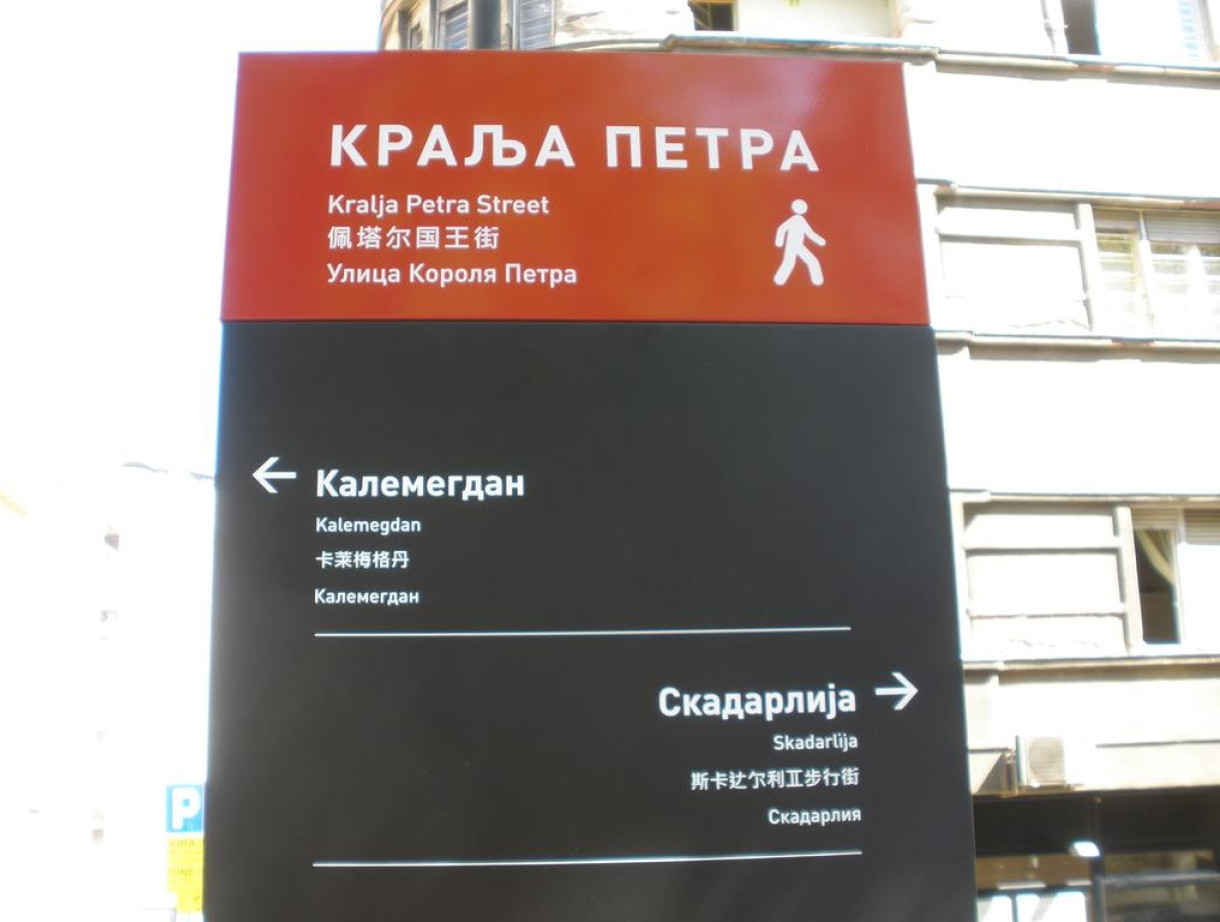 КРАЉА ПЕТРА
Kralja Petra Street
佩塔尔国王街
Улица Короля Петра
Калемегдан
Kalemegdan
卡莱梅格丹
Калемегдан
Скадарлија
Skadarlija
斯卡达尔利亚步行街
Скадарлия
P
ZONE